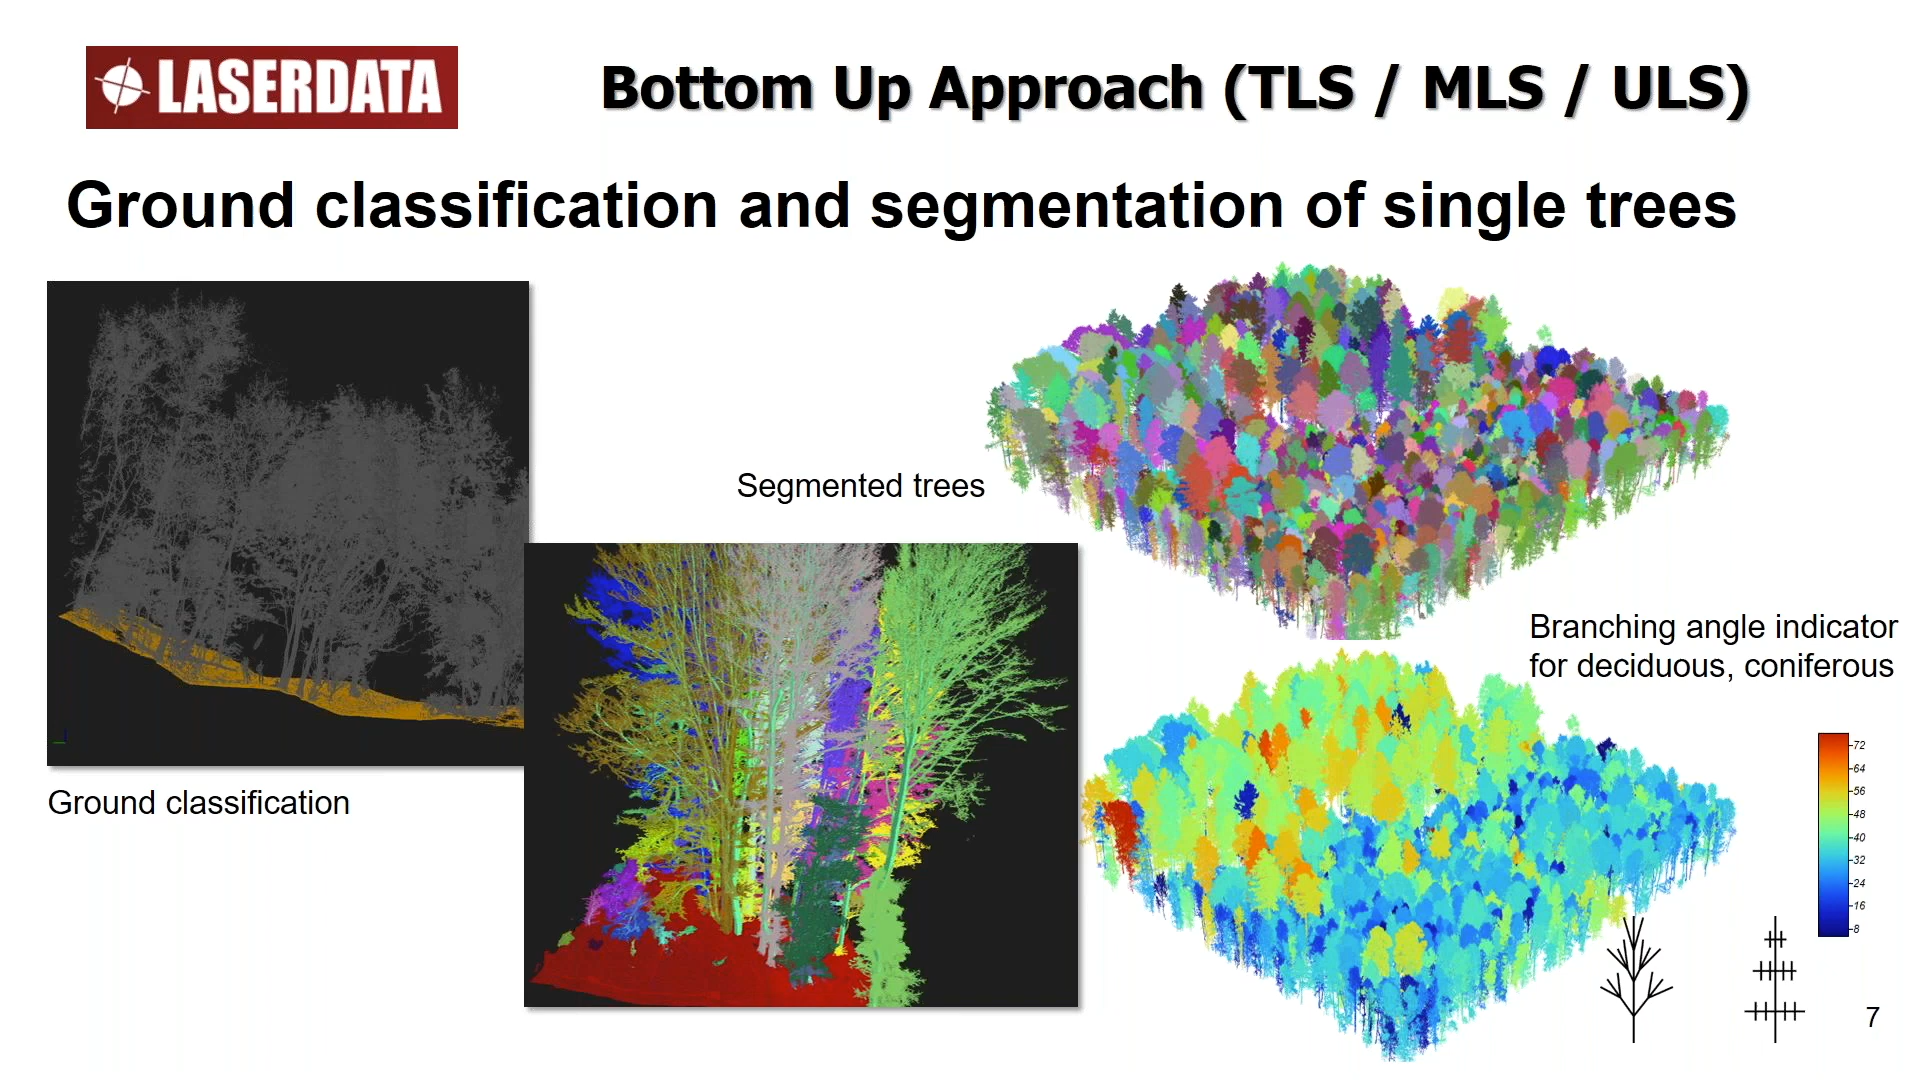 LASERDATA
Bottom Up Approach (TLS / MLS / ULS)
Ground classification and segmentation of single trees
Segmented trees
Ground classification
Branching angle indicator
for deciduous, coniferous
72
64
56
48
40
32
24
16
8
7